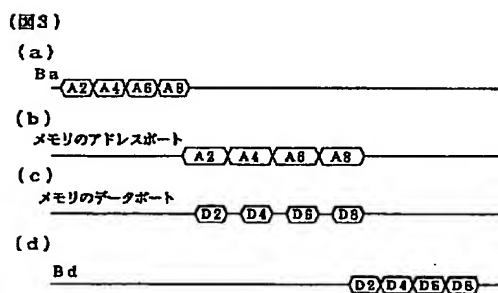 (図3)
(a)
Ba
A2 A4 A6 A8
(b)
メモリのアドレスポート
A2 A4 A6 A8
(c)
メモリのデータポート
D2 D4 D6 D8
(d)
Bd
D2 D4 D6 D8